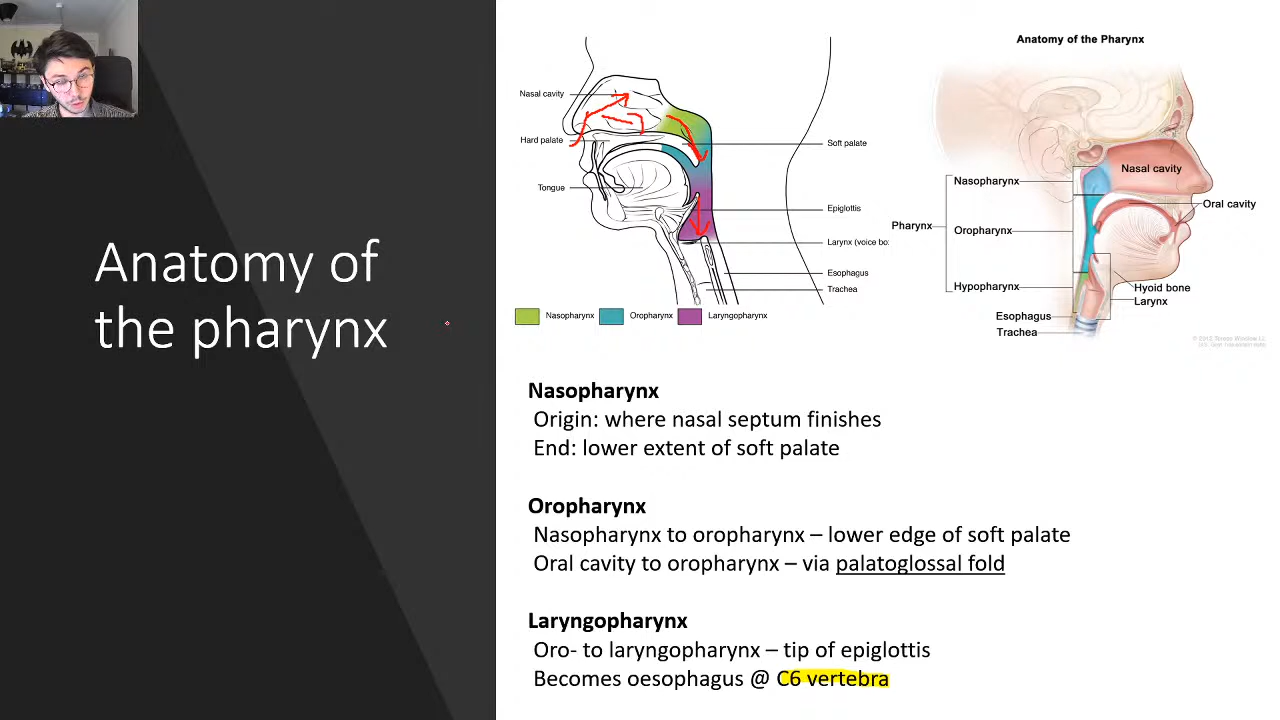 Anatomy of
the pharynx
Nasal cavity
Hard palate
Tongue
Soft palate
Epiglottis
Larynx (voice bo
Esophagus
Trachea
Nasopharynx
Oropharynx
Laryngopharynx
Anatomy of the Pharynx
Nasal cavity
Oral cavity
Nasopharynx
Pharynx
Oropharynx
Hypopharynx
Esophagus
Trachea
Hyoid bone
Larynx
Nasopharynx
Origin: where nasal septum finishes
End: lower extent of soft palate
Oropharynx
Nasopharynx to oropharynx – lower edge of soft palate
Oral cavity to oropharynx – via palatoglossal fold
Laryngopharynx
Oro- to laryngopharynx – tip of epiglottis
Becomes oesophagus @ C6 vertebra